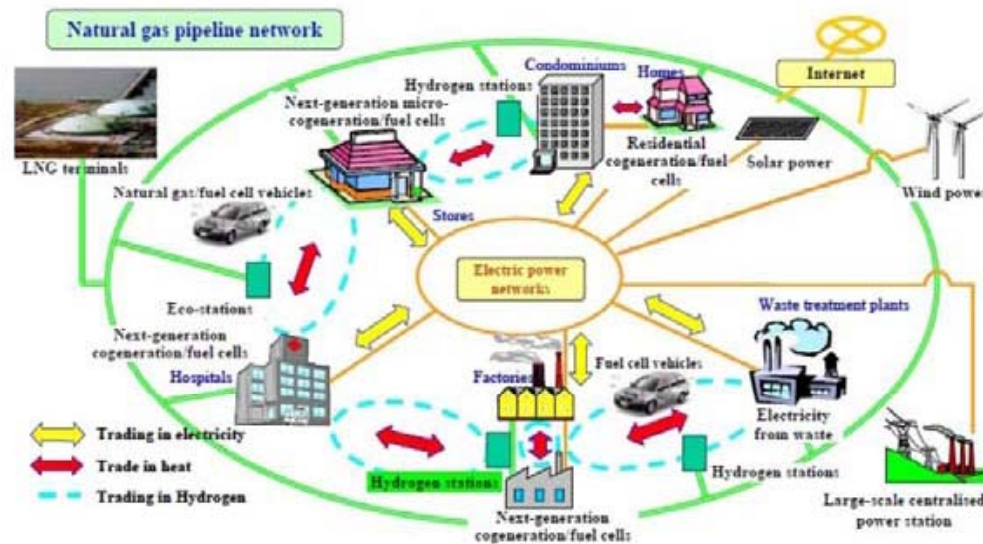 Natural gas pipeline network
Condominiums
Homes
Internet
Hydrogen stations
Next-generation micro-
cogeneration/fuel cells
LNG terminals
Residential
cogeneration/fuel
cells
Solar power
Wind power
Natural gas/fuel cell vehicles
Stores
Electric power
networks
Eco-stations
Waste treatment plants
Next-generation
cogeneration/fuel cells
Hospitals
Factories
Fuel cell vehicles
Electricity
from waste
Trading in electricity
Trade in heat
Trading in Hydrogen
Hydrogen stations
Hydrogen stations
Next-generation
cogeneration/fuel cells
Large-scale centralised
power station